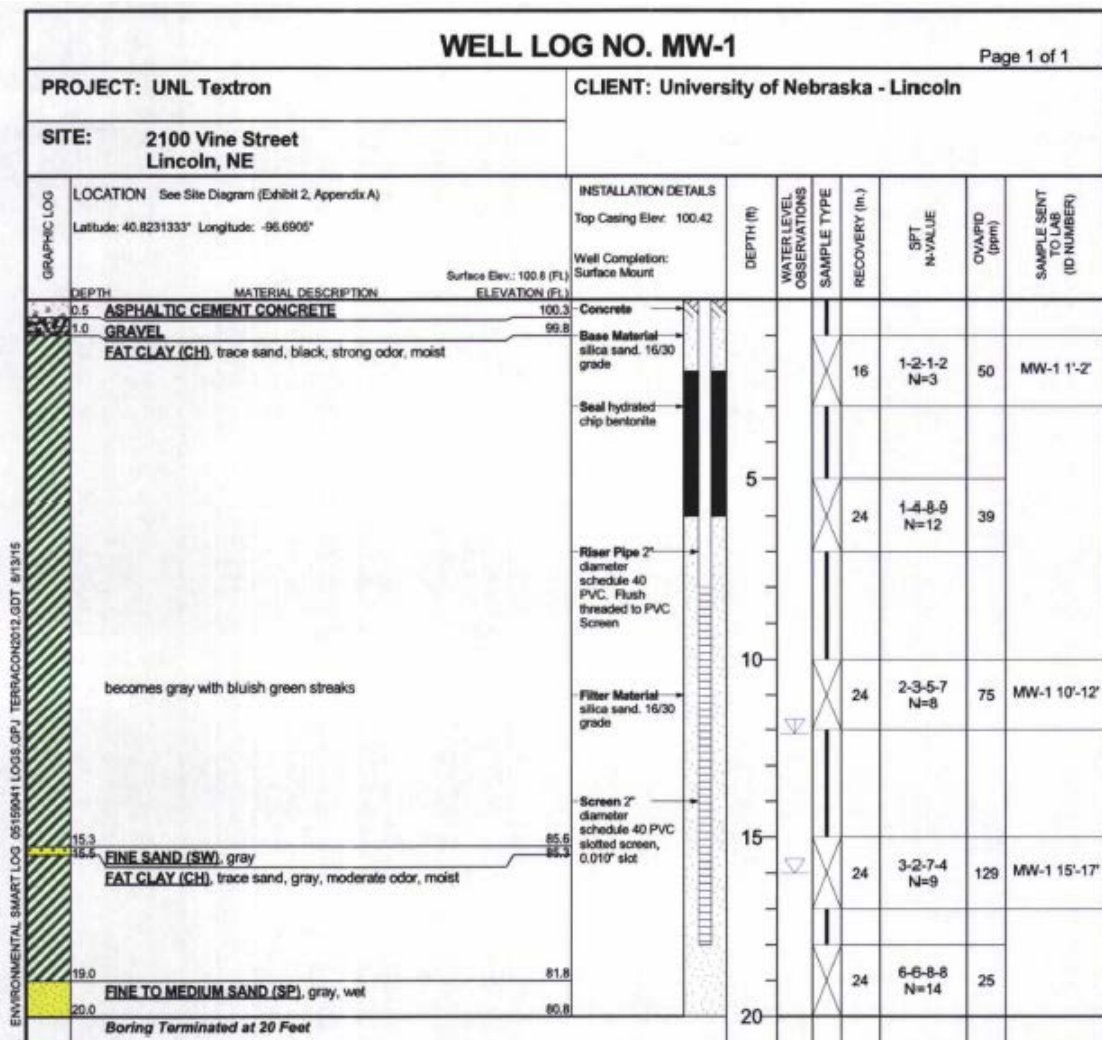 WELL LOG NO. MW-1
Page 1 of 1
PROJECT: UNL Textron
CLIENT: University of Nebraska - Lincoln
SITE: 2100 Vine Street
Lincoln, NE
GRAPHIC LOG
LOCATION See Site Diagram (Exhibit 2, Appendix A)
Latitude: 40.8231333° Longitude: -96.6905°
Surface Elev.: 100.8 (Ft.)
DEPTH MATERIAL DESCRIPTION ELEVATION (Ft.)
INSTALLATION DETAILS
Top Casing Elev: 100.42
Well Completion:
Surface Mount
DEPTH (ft)
WATER LEVEL
OBSERVATIONS
SAMPLE TYPE
RECOVERY (In.)
SPT
N-VALUE
OVA/PID
(ppm)
SAMPLE SENT
TO LAB
(ID NUMBER)
0.5 ASPHALTIC CEMENT CONCRETE 100.3
1.0 GRAVEL 99.8
FAT CLAY (CH), trace sand, black, strong odor, moist
becomes gray with bluish green streaks
15.3 85.6
15.5 FINE SAND (SW), gray 85.3
FAT CLAY (CH), trace sand, gray, moderate odor, moist
19.0 81.8
FINE TO MEDIUM SAND (SP), gray, wet
20.0 80.8
Boring Terminated at 20 Feet
Concrete
Base Material
silica sand. 16/30
grade
Seal hydrated
chip bentonite
Riser Pipe 2"
diameter
schedule 40
PVC. Flush
threaded to PVC
Screen
Filter Material
silica sand. 16/30
grade
Screen 2"
diameter
schedule 40 PVC
slotted screen,
0.010" slot
5
10
15
20
16 1-2-1-2 50 MW-1 1'-2'
N=3
24 1-4-8-9 39
N=12
24 2-3-5-7 75 MW-1 10'-12'
N=8
24 3-2-7-4 129 MW-1 15'-17'
N=9
24 6-6-8-8 25
N=14
ENVIRONMENTAL SMART LOG 05159041 LOGS.GPJ TERRACON2012.GDT 8/13/15